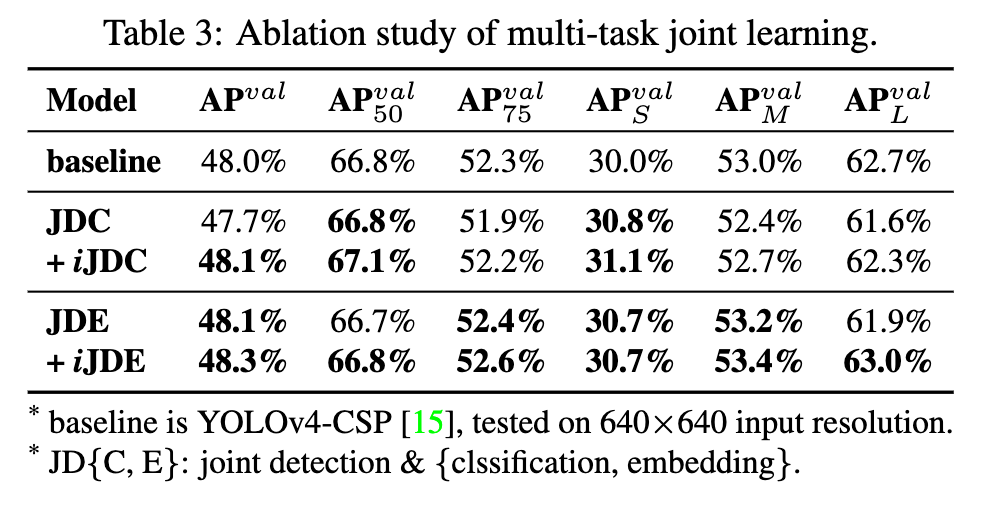 Table 3: Ablation study of multi-task joint learning.
Model AP^val AP^val_50 AP^val_75 AP^val_S AP^val_M AP^val_L
baseline 48.0% 66.8% 52.3% 30.0% 53.0% 62.7%
JDC 47.7% 66.8% 51.9% 30.8% 52.4% 61.6%
+ iJDC 48.1% 67.1% 52.2% 31.1% 52.7% 62.3%
JDE 48.1% 66.7% 52.4% 30.7% 53.2% 61.9%
+ iJDE 48.3% 66.8% 52.6% 30.7% 53.4% 63.0%
* baseline is YOLOv4-CSP [15], tested on 640×640 input resolution.
* JD{C, E}: joint detection & {clssification, embedding}.